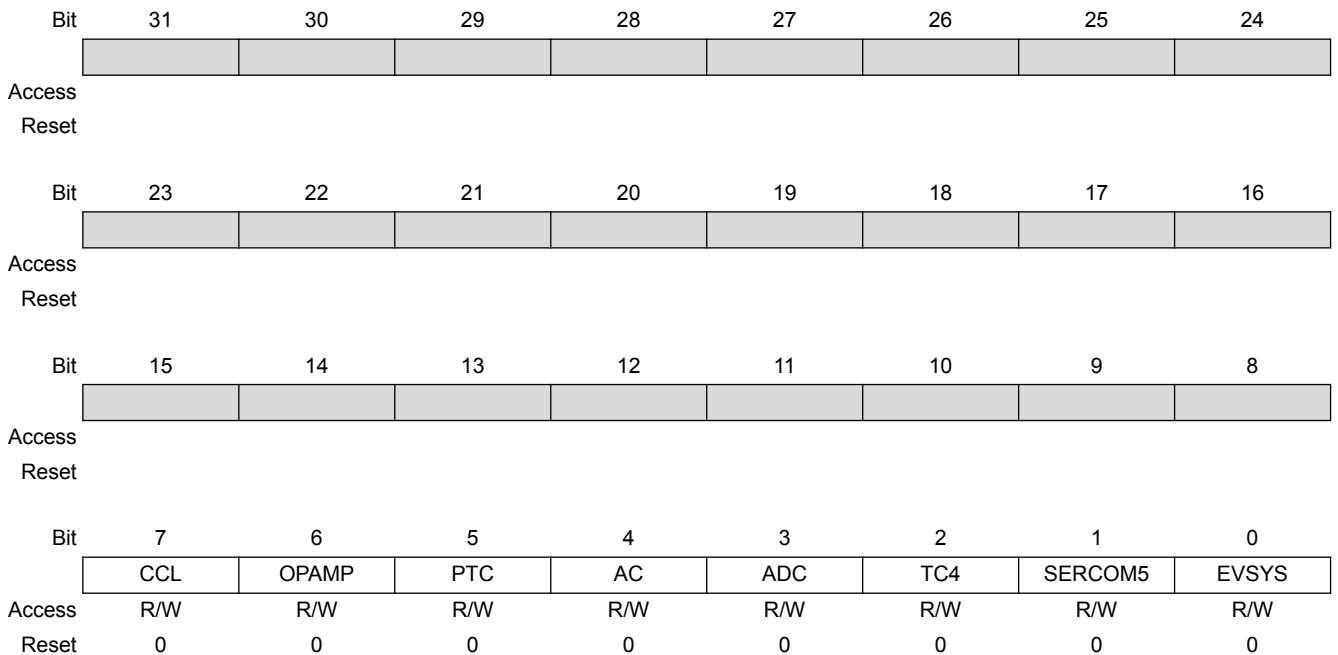 Bit 31 30 29 28 27 26 25 24
Access
Reset
Bit 23 22 21 20 19 18 17 16
Access
Reset
Bit 15 14 13 12 11 10 9 8
Access
Reset
Bit 7 6 5 4 3 2 1 0
CCL OPAMP PTC AC ADC TC4 SERCOM5 EVSYS
Access R/W R/W R/W R/W R/W R/W R/W R/W
Reset 0 0 0 0 0 0 0 0